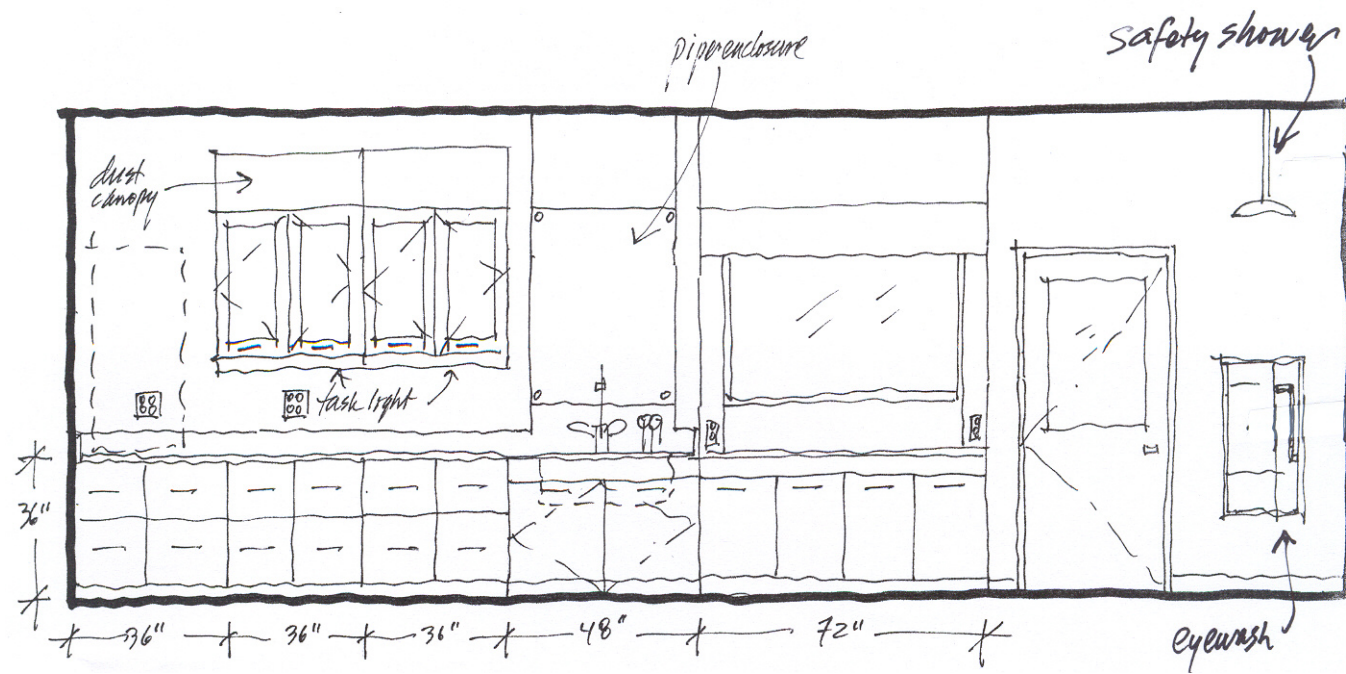 safety shower
pipe enclosure
dust
canopy
task light
36"
36"
36"
36"
48"
72"
eyewash